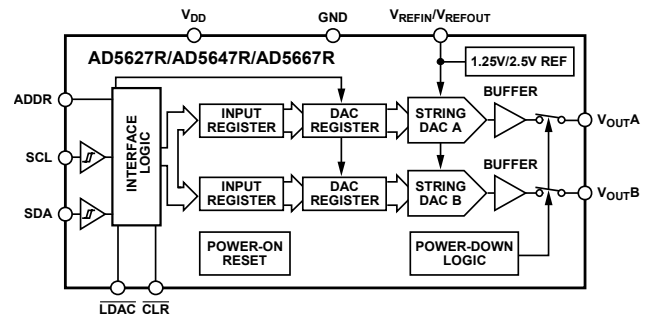 VDD
GND
VREFIN/VREFOUT
AD5627R/AD5647R/AD5667R
1.25V/2.5V REF
ADDR
SCL
SDA
INTERFACE
LOGIC
INPUT
REGISTER
DAC
REGISTER
STRING
DAC A
BUFFER
VOUTA
INPUT
REGISTER
DAC
REGISTER
STRING
DAC B
BUFFER
VOUTB
POWER-ON
RESET
POWER-DOWN
LOGIC
LDAC
CLR